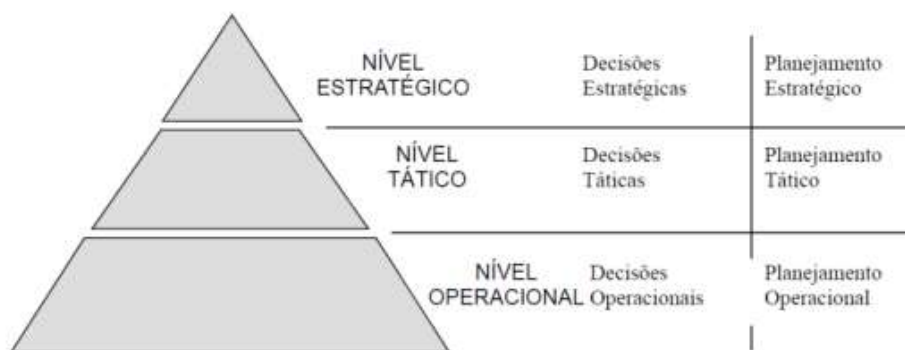 NÍVEL
ESTRATÉGICO
Decisões
Estratégicas
Planejamento
Estratégico
NÍVEL
TÁTICO
Decisões
Táticas
Planejamento
Tático
NÍVEL
OPERACIONAL
Decisões
Operacionais
Planejamento
Operacional